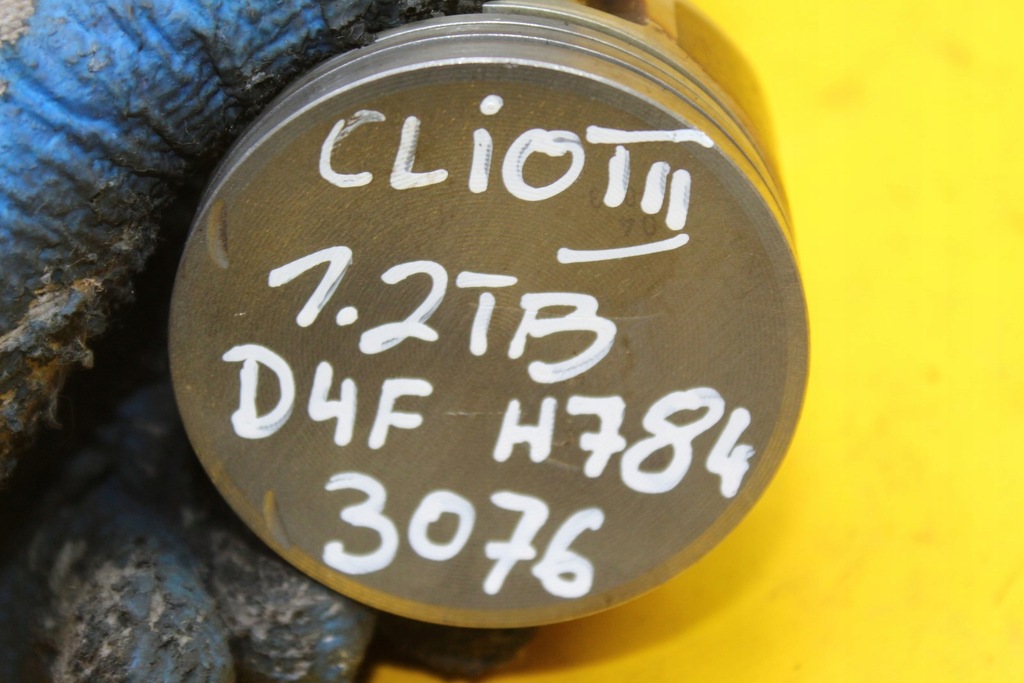 CLiO III
1.2TB
D4F H784
3076